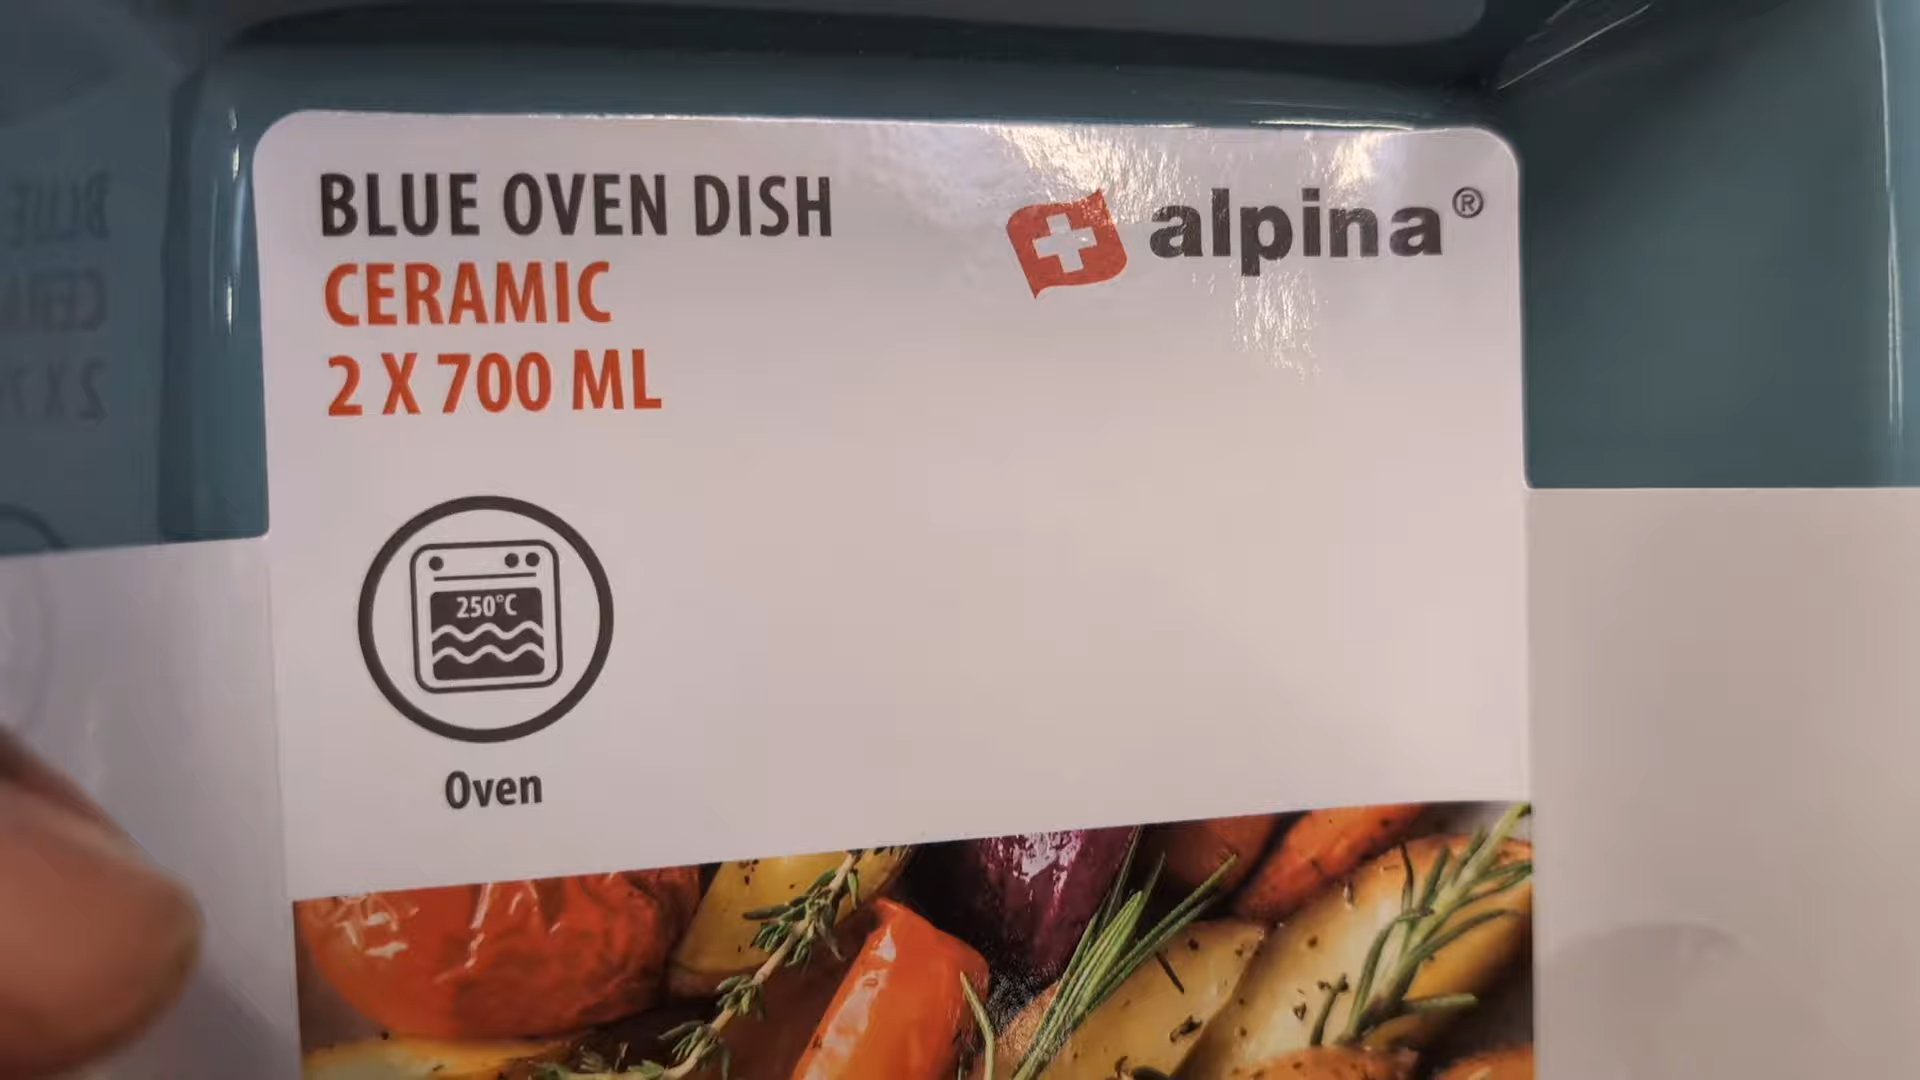 BLUE OVEN DISH
CERAMIC
2 X 700 ML
alpina®
250°C
Oven